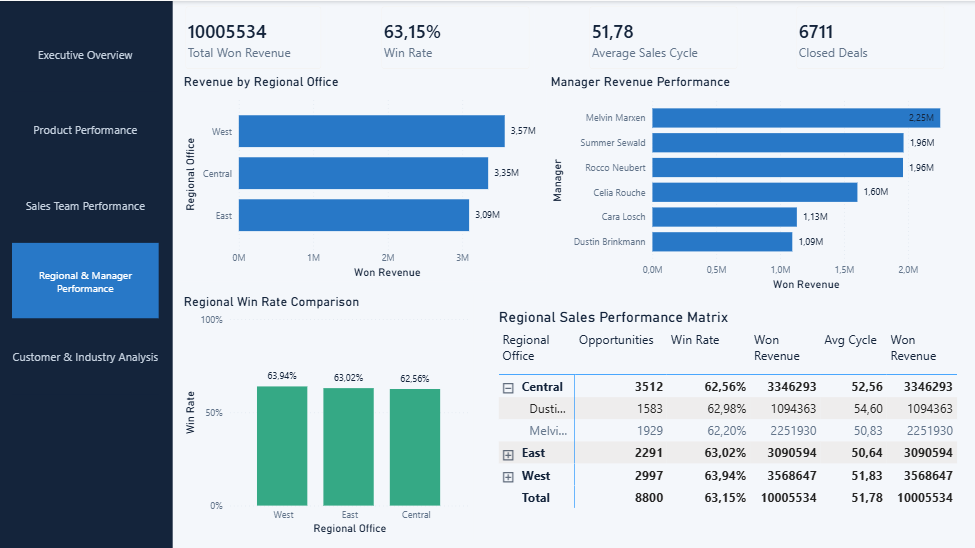 Executive Overview
Product Performance
Sales Team Performance
Regional & Manager
Performance
Customer & Industry Analysis
10005534
Total Won Revenue
63,15%
Win Rate
51,78
Average Sales Cycle
6711
Closed Deals
Revenue by Regional Office
Regional Office
West 3,57M
Central 3,35M
East 3,09M
0M 1M 2M 3M
Won Revenue
Manager Revenue Performance
Manager
Melvin Marxen 2,25M
Summer Sewald 1,96M
Rocco Neubert 1,96M
Celia Rouche 1,60M
Cara Losch 1,13M
Dustin Brinkmann 1,09M
0,0M 0,5M 1,0M 1,5M 2,0M
Won Revenue
Regional Win Rate Comparison
Win Rate
100%
50%
0%
63,94% 63,02% 62,56%
West East Central
Regional Office
Regional Sales Performance Matrix
Regional Office Opportunities Win Rate Won Revenue Avg Cycle Won Revenue
Central 3512 62,56% 3346293 52,56 3346293
Dusti... 1583 62,98% 1094363 54,60 1094363
Melvi... 1929 62,20% 2251930 50,83 2251930
East 2291 63,02% 3090594 50,64 3090594
West 2997 63,94% 3568647 51,83 3568647
Total 8800 63,15% 10005534 51,78 10005534